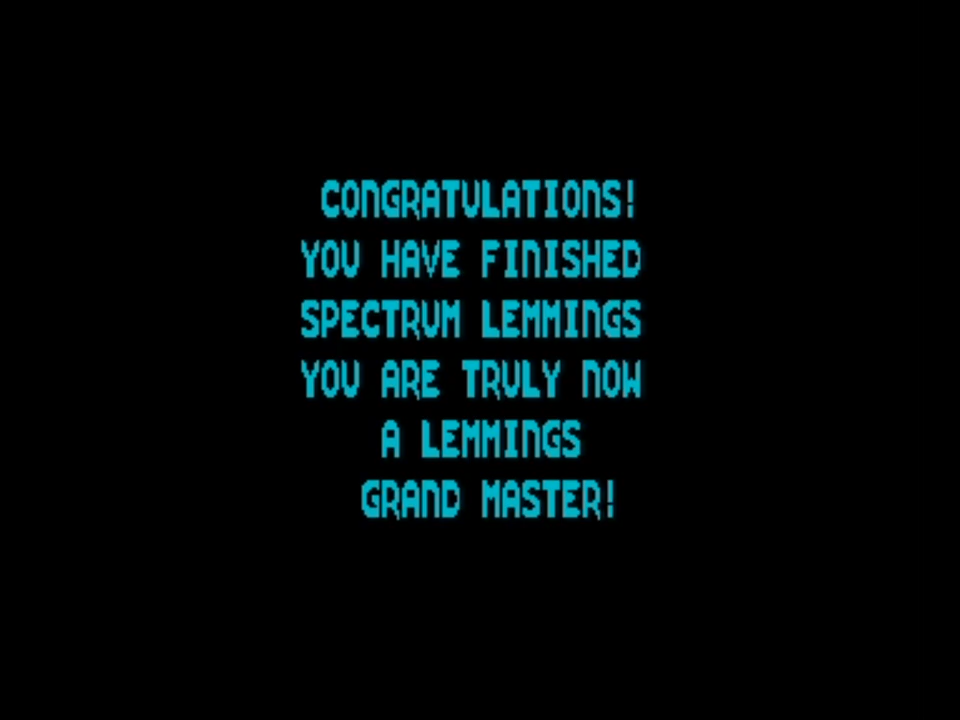 CONGRATULATIONS!
YOU HAVE FINISHED
SPECTRUM LEMMINGS
YOU ARE TRULY NOW
A LEMMINGS
GRAND MASTER!